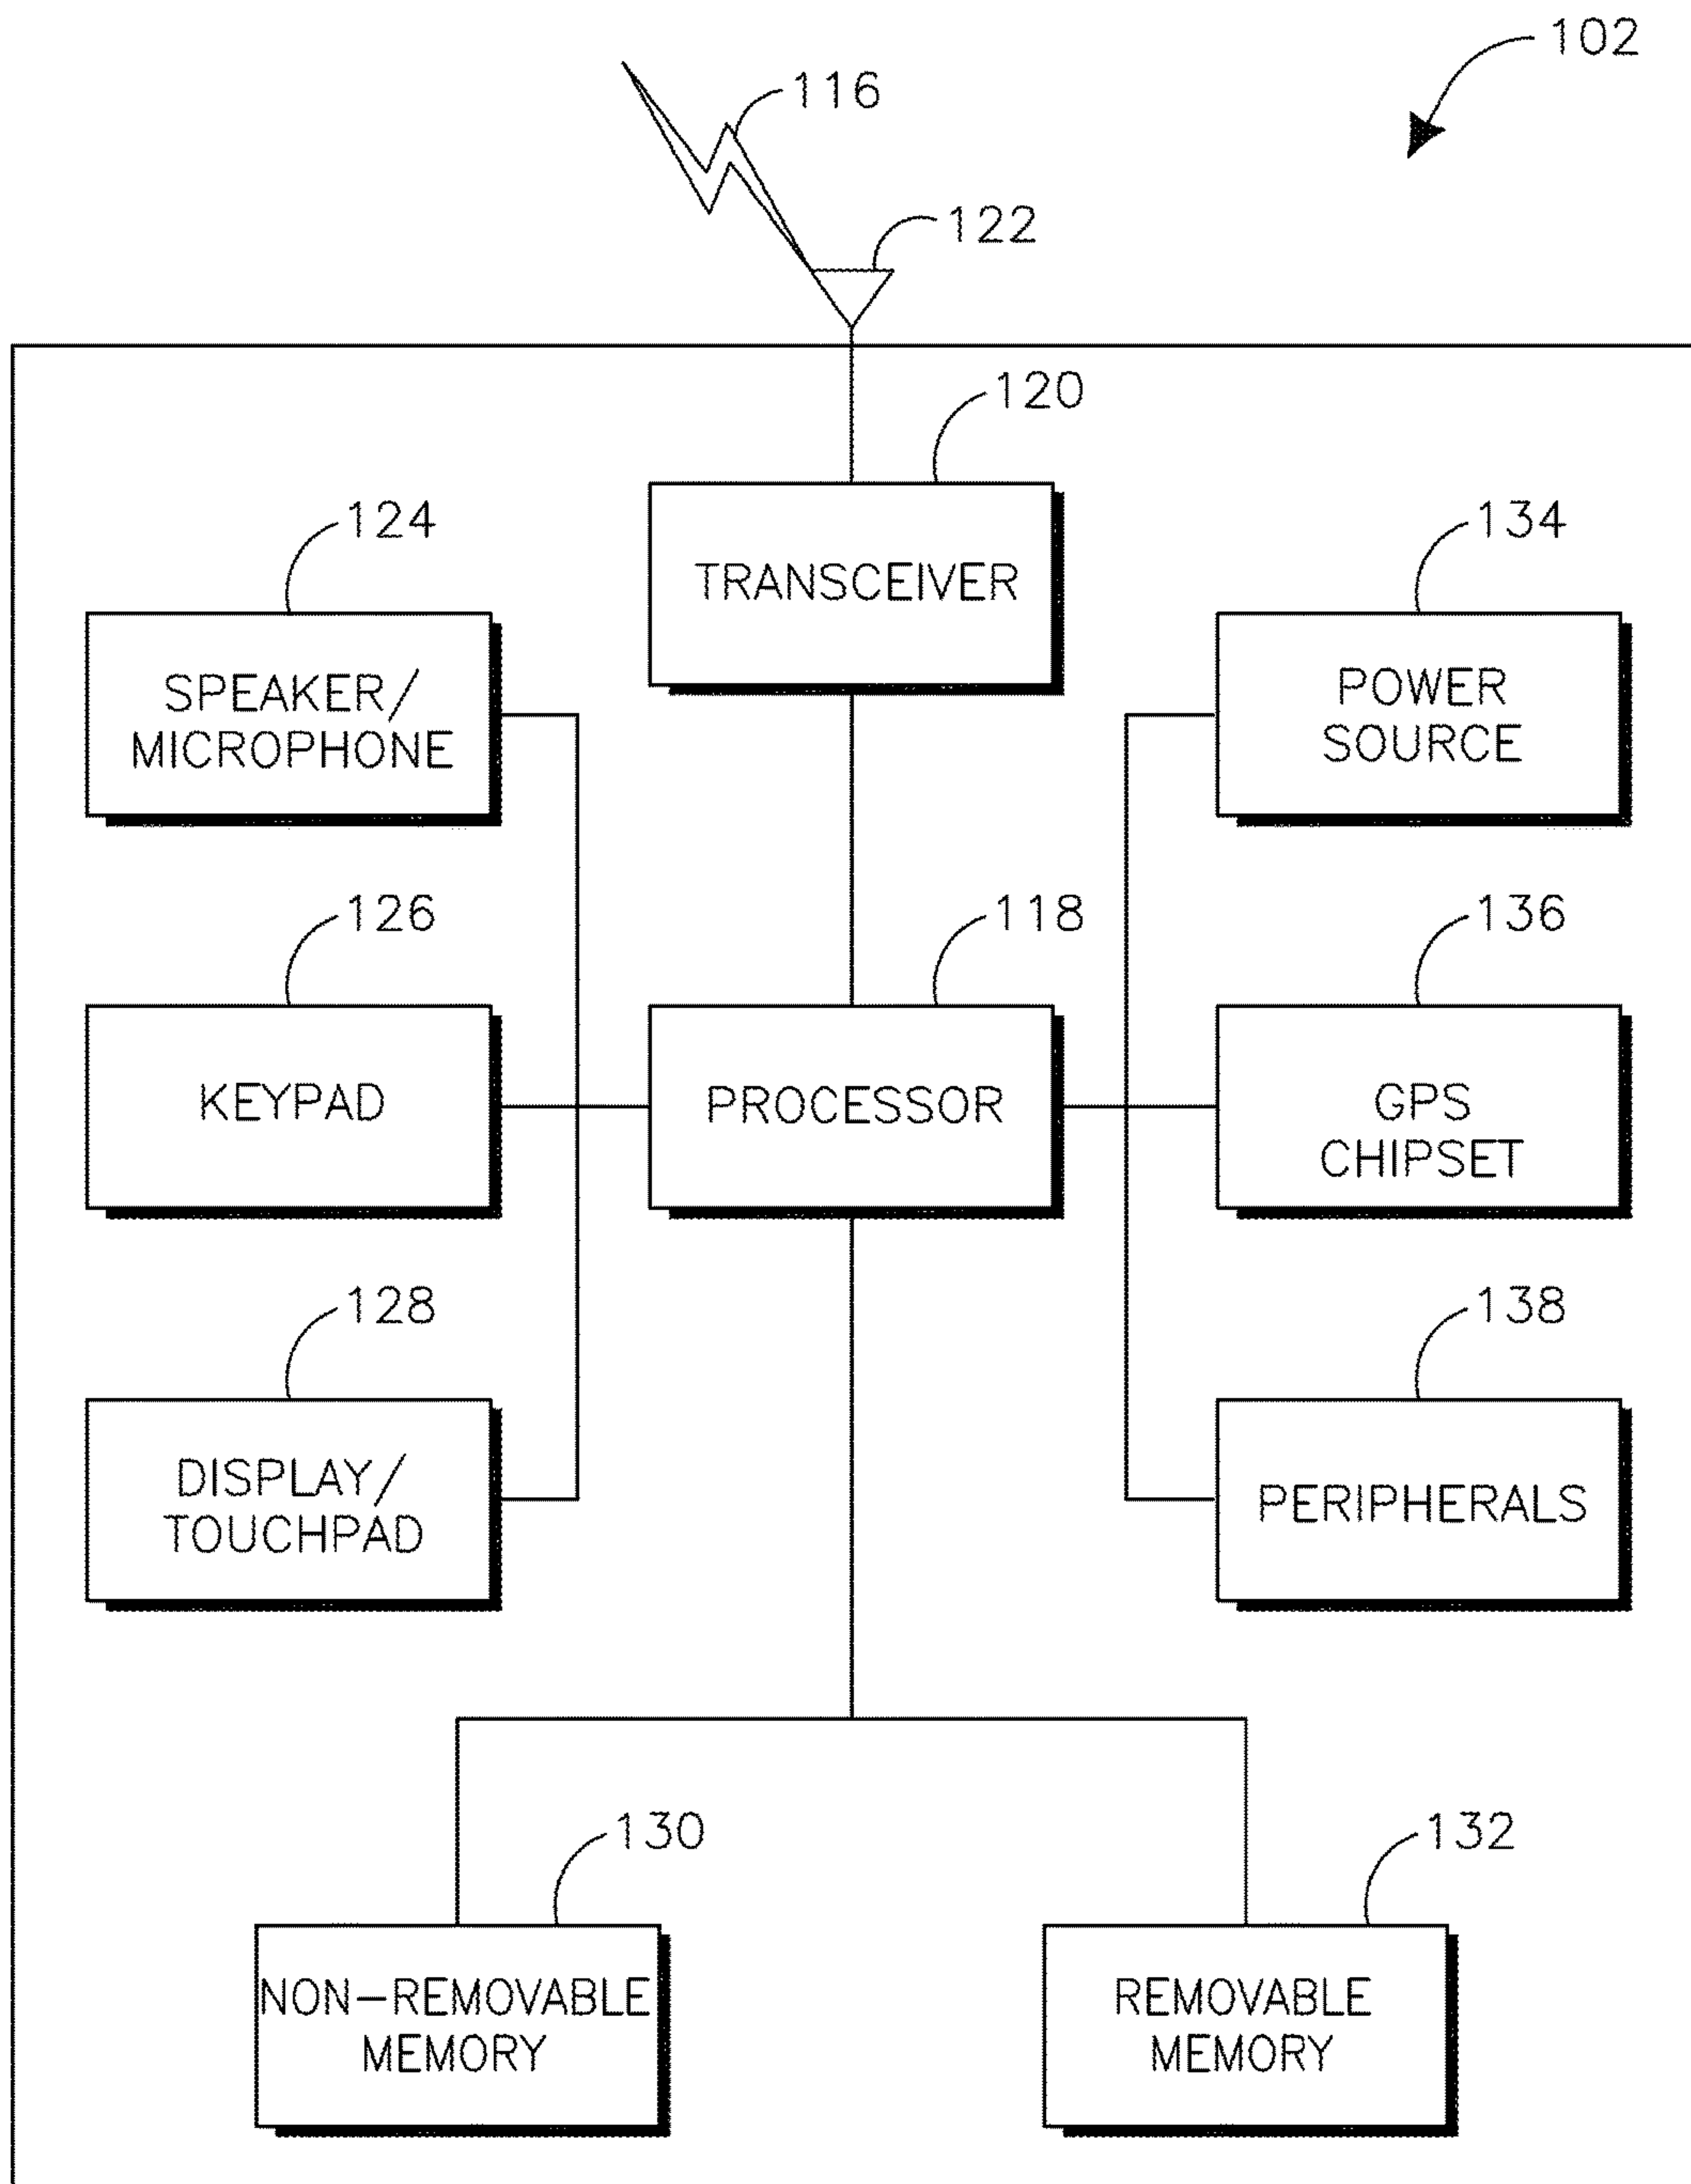 102
116
122
120
TRANSCEIVER
124
SPEAKER/
MICROPHONE
134
POWER
SOURCE
126
KEYPAD
118
PROCESSOR
136
GPS
CHIPSET
128
DISPLAY/
TOUCHPAD
138
PERIPHERALS
130
NON-REMOVABLE
MEMORY
132
REMOVABLE
MEMORY